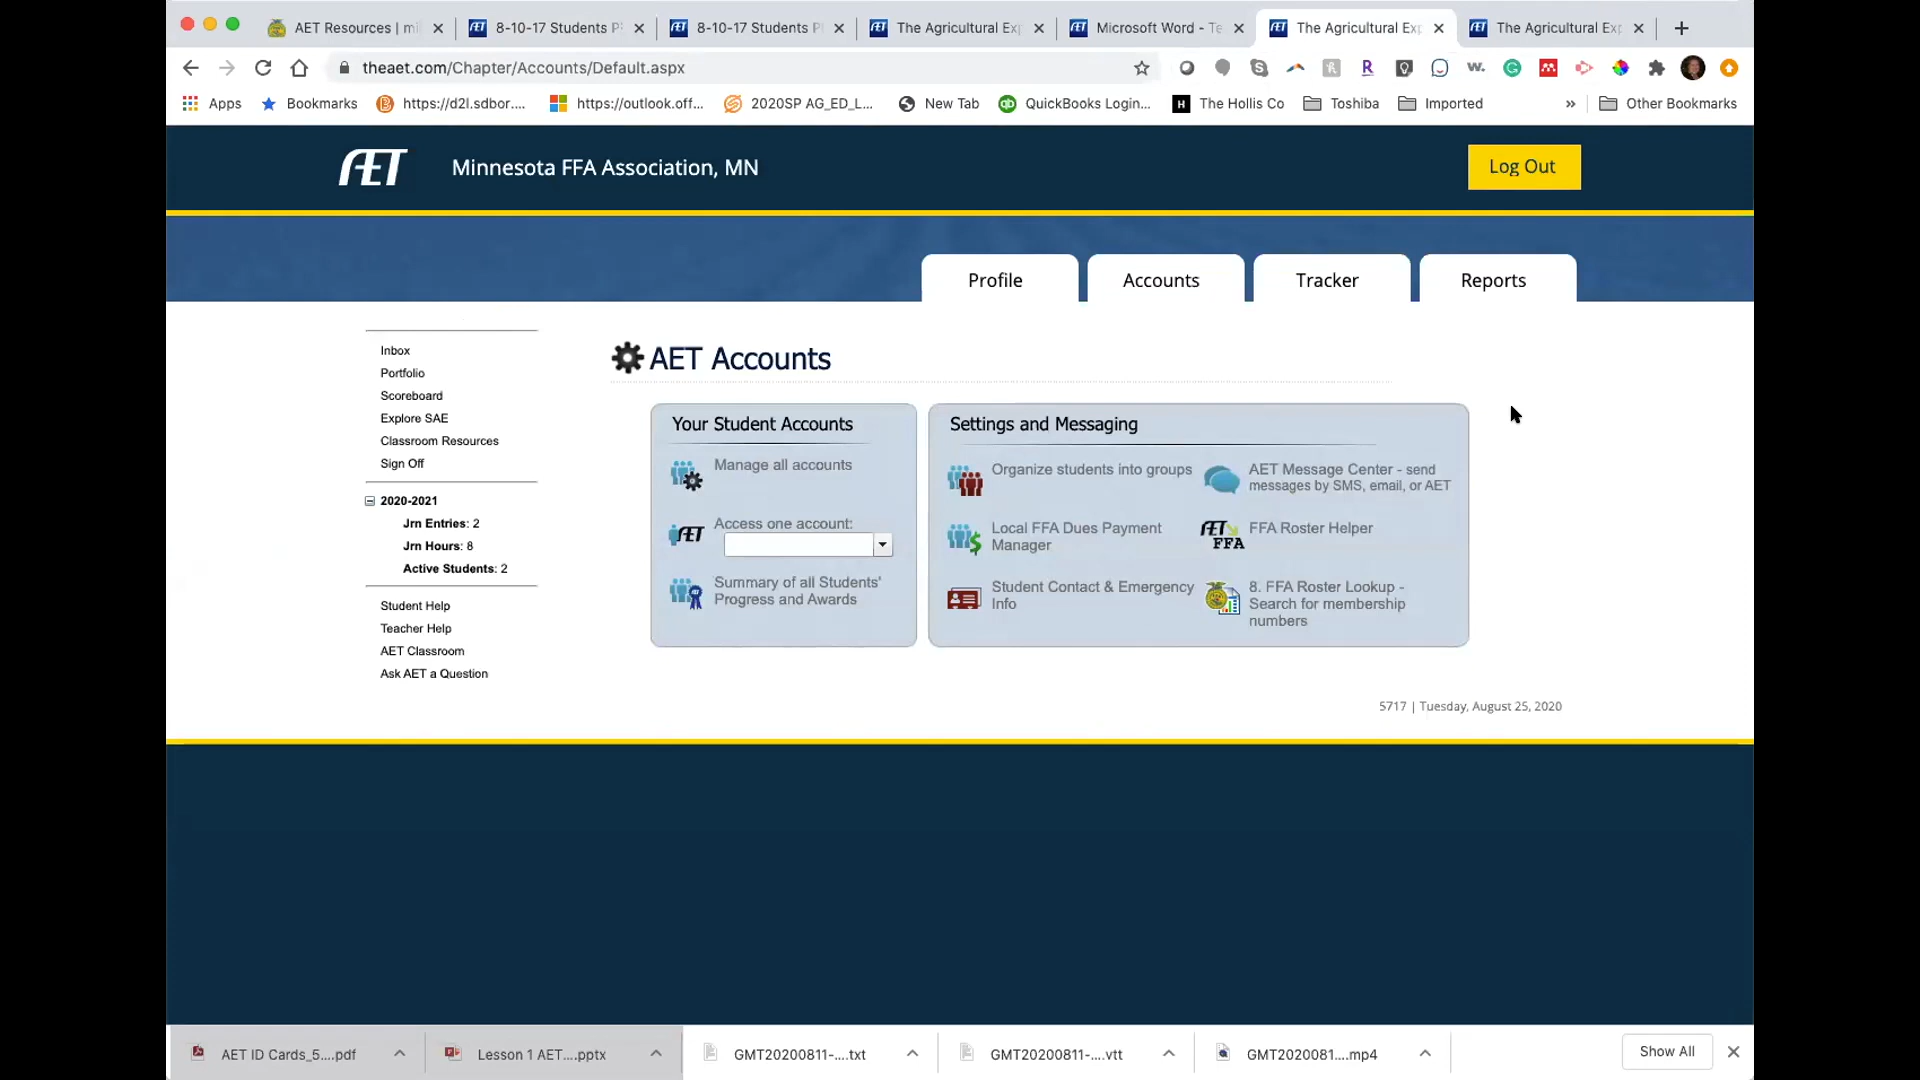 AET Resources | mi
8-10-17 Students P
8-10-17 Students Pl
The Agricultural Exp
Microsoft Word - Te
The Agricultural Exp
The Agricultural Exp
theaet.com/Chapter/Accounts/Default.aspx
Apps
Bookmarks
https://d2l.sdbor....
https://outlook.off...
2020SP AG_ED_L...
New Tab
QuickBooks Login...
The Hollis Co
Toshiba
Imported
»
Other Bookmarks
AET
Minnesota FFA Association, MN
Log Out
Profile
Accounts
Tracker
Reports
Inbox
Portfolio
Scoreboard
Explore SAE
Classroom Resources
Sign Off
2020-2021
Jrn Entries: 2
Jrn Hours: 8
Active Students: 2
Student Help
Teacher Help
AET Classroom
Ask AET a Question
AET Accounts
Your Student Accounts
Manage all accounts
Access one account:
Summary of all Students'
Progress and Awards
Settings and Messaging
Organize students into groups
Local FFA Dues Payment
Manager
Student Contact & Emergency
Info
AET Message Center - send
messages by SMS, email, or AET
FFA Roster Helper
8. FFA Roster Lookup -
Search for membership
numbers
5717 | Tuesday, August 25, 2020
AET ID Cards_5....pdf
Lesson 1 AET....pptx
GMT20200811-....txt
GMT20200811-....vtt
GMT2020081....mp4
Show All